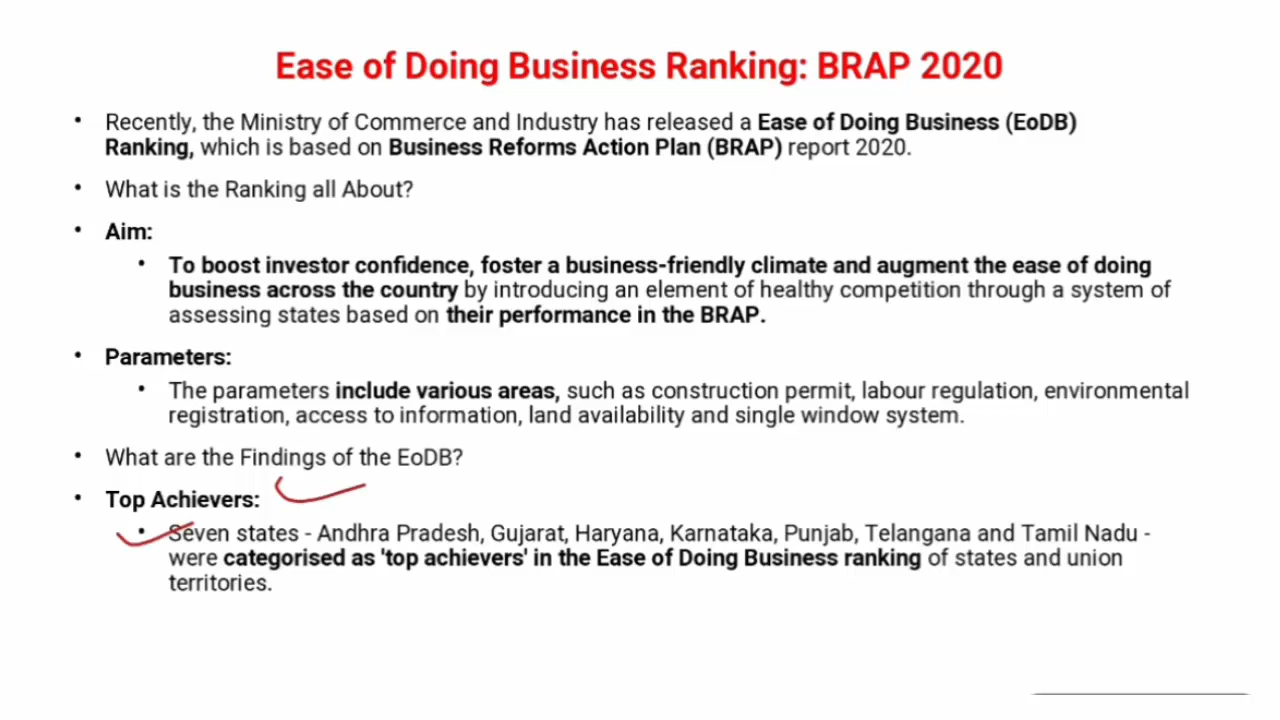 Ease of Doing Business Ranking: BRAP 2020
• Recently, the Ministry of Commerce and Industry has released a Ease of Doing Business (EoDB)
Ranking, which is based on Business Reforms Action Plan (BRAP) report 2020.
• What is the Ranking all About?
• Aim:
• To boost investor confidence, foster a business-friendly climate and augment the ease of doing
business across the country by introducing an element of healthy competition through a system of
assessing states based on their performance in the BRAP.
• Parameters:
• The parameters include various areas, such as construction permit, labour regulation, environmental
registration, access to information, land availability and single window system.
• What are the Findings of the EoDB?
• Top Achievers:
• Seven states - Andhra Pradesh, Gujarat, Haryana, Karnataka, Punjab, Telangana and Tamil Nadu -
were categorised as 'top achievers' in the Ease of Doing Business ranking of states and union
territories.